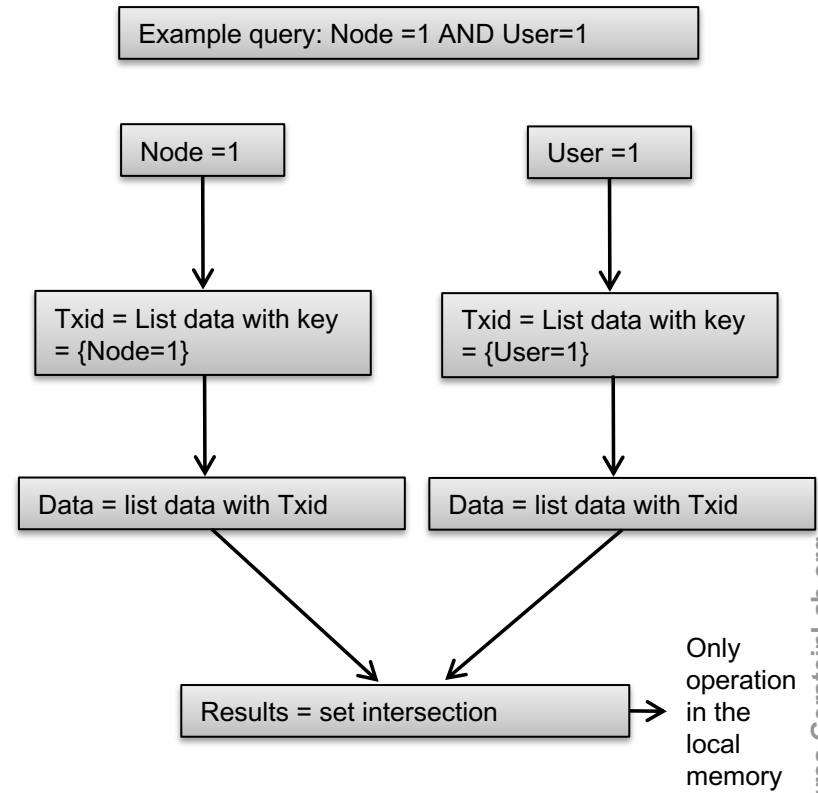 Example query: Node =1 AND User=1
Node =1
User =1
Txid = List data with key
= {Node=1}
Txid = List data with key
= {User=1}
Data = list data with Txid
Data = list data with Txid
Results = set intersection
Only
operation
in the
local
memory